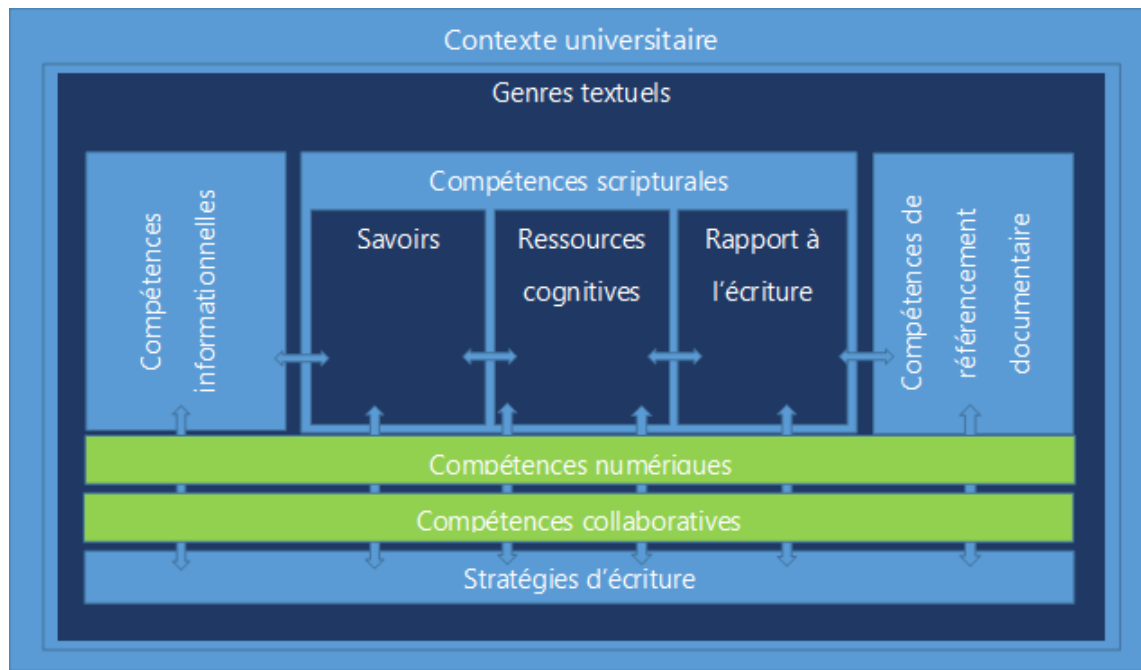 Contexte universitaire
Genres textuels
Compétences
informationnelles
Compétences scripturales
Savoirs
Ressources
cognitives
Rapport à
l'écriture
Compétences de
référencement
documentaire
Compétences numériques
Compétences collaboratives
Stratégies d'écriture